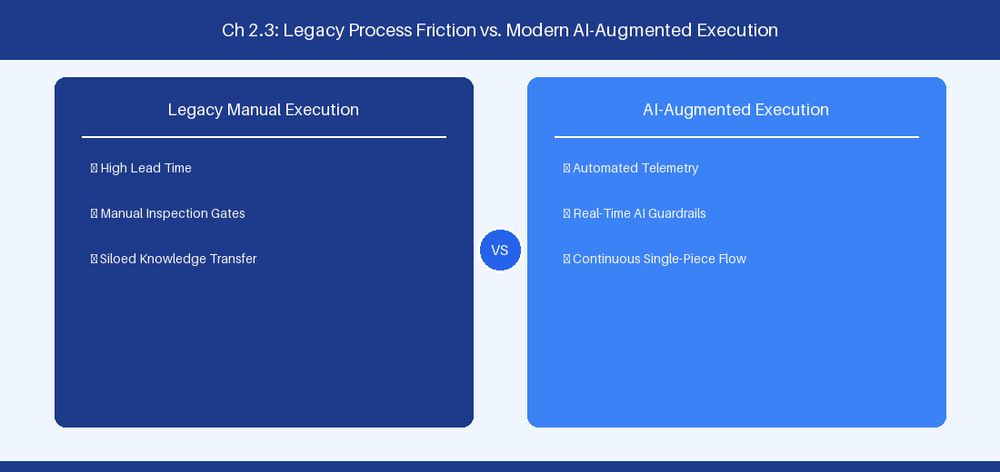 Ch 2.3: Legacy Process Friction vs. Modern AI-Augmented Execution
Legacy Manual Execution
High Lead Time
Manual Inspection Gates
Siloed Knowledge Transfer
VS
AI-Augmented Execution
Automated Telemetry
Real-Time AI Guardrails
Continuous Single-Piece Flow